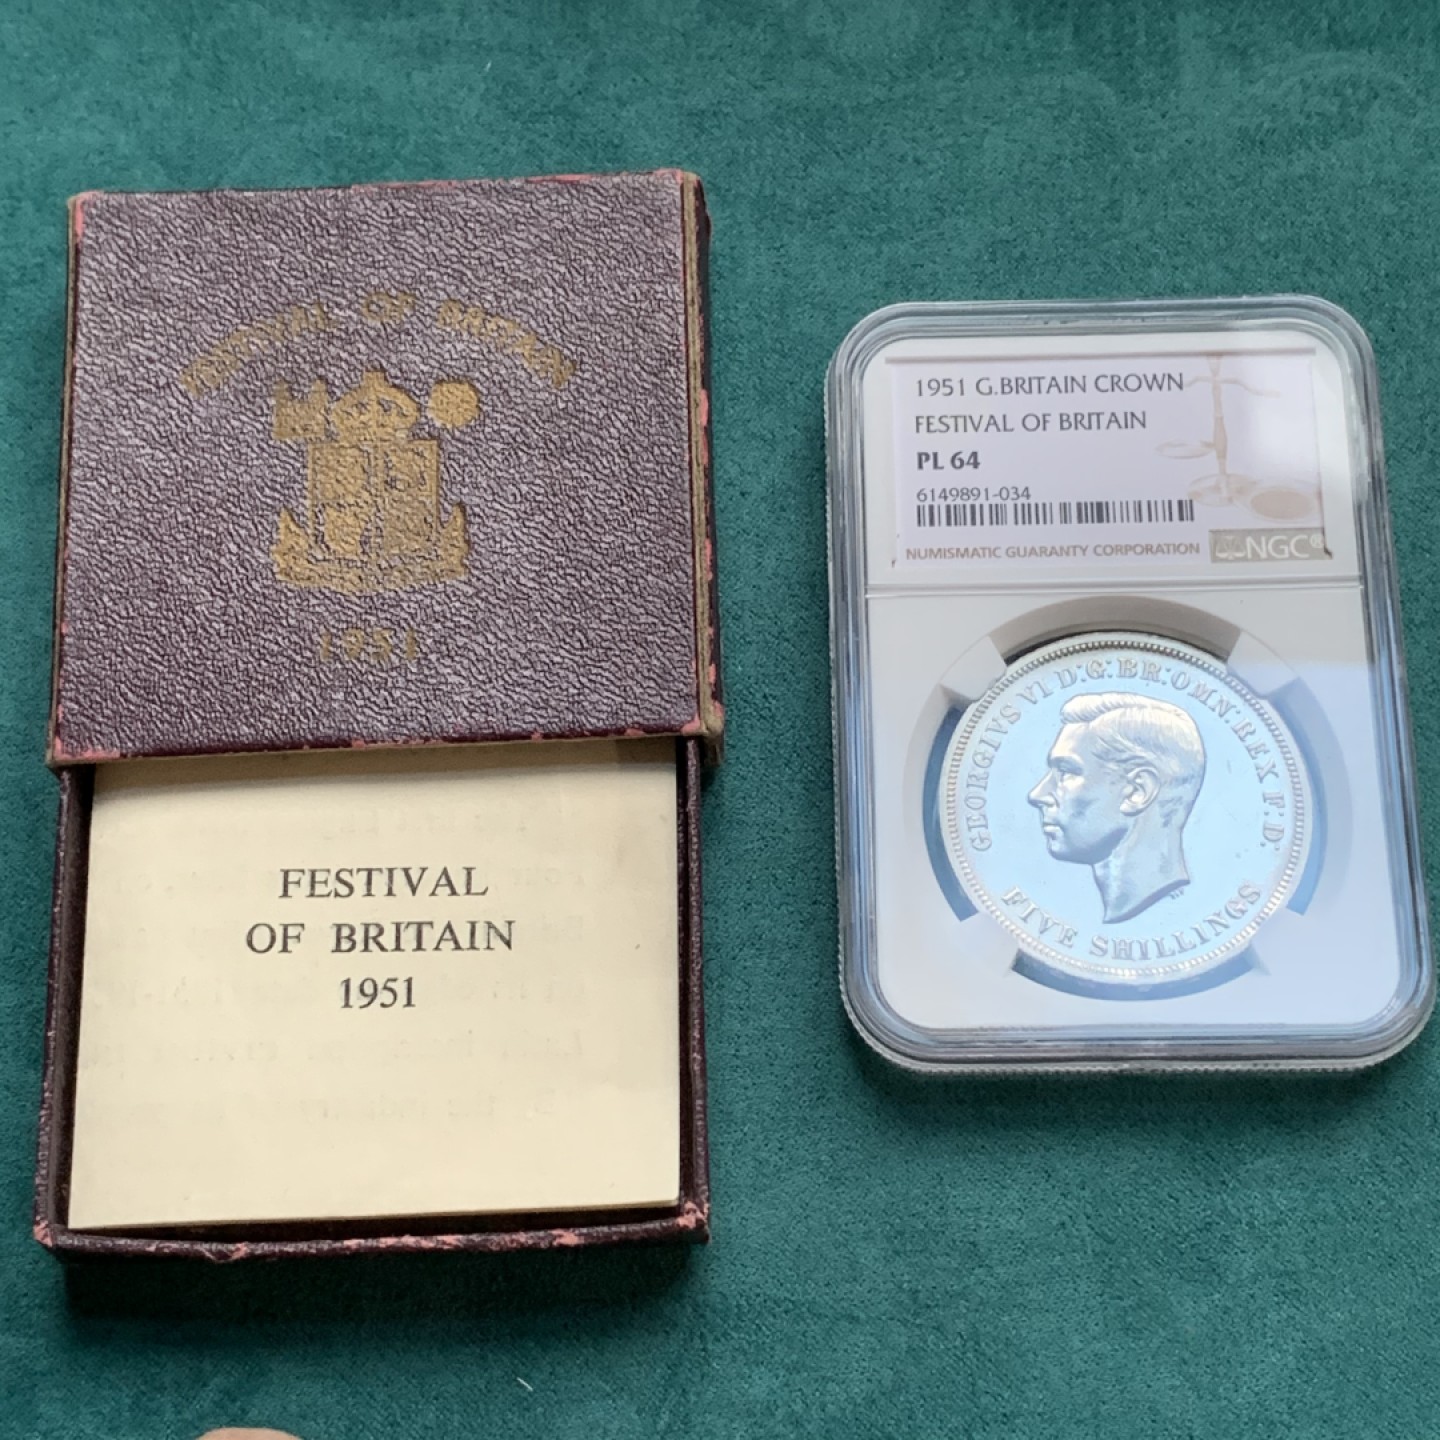 FESTIVAL OF BRITAIN
1951
FESTIVAL
OF BRITAIN
1951
1951 G.BRITAIN CROWN
FESTIVAL OF BRITAIN
PL 64
6149891-034
NUMISMATIC GUARANTY CORPORATION NGC®
GEORGIVS VI D:G:BR:OMN:REX F.D.
FIVE SHILLINGS